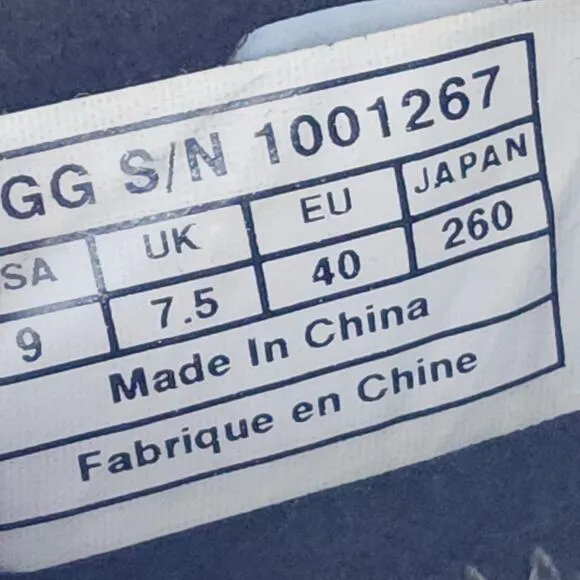 GG S/N 1001267
SA UK EU JAPAN
9 7.5 40 260
Made In China
Fabrique en Chine